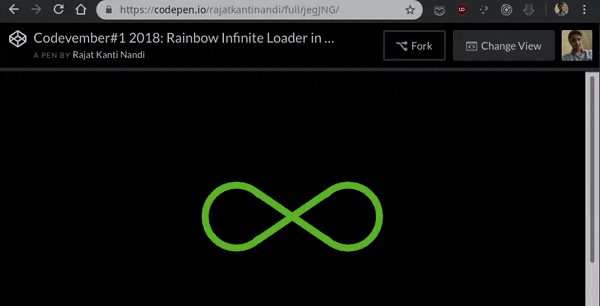 https://codepen.io/rajatkantinandi/full/jegJNG/
Codevember#1 2018: Rainbow Infinite Loader in ...
A PEN BY Rajat Kanti Nandi
Fork
Change View